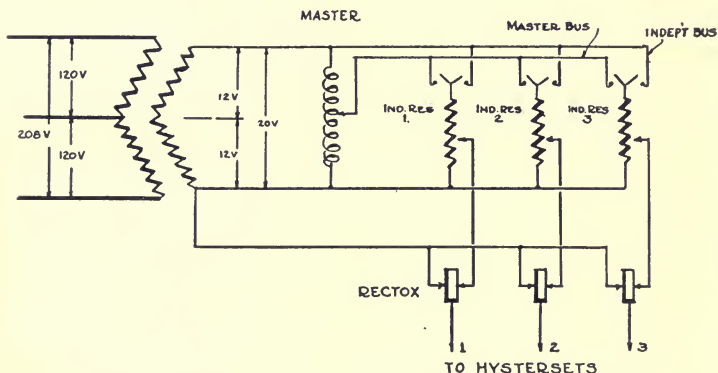 MASTER
MASTER BUS
INDEP'T BUS
120V
208V
120V
12V
20V
12V
IND. RES
1.
IND. RES
2
IND. RES
3
RECTOX
1
2
3
TO HYSTERSETS